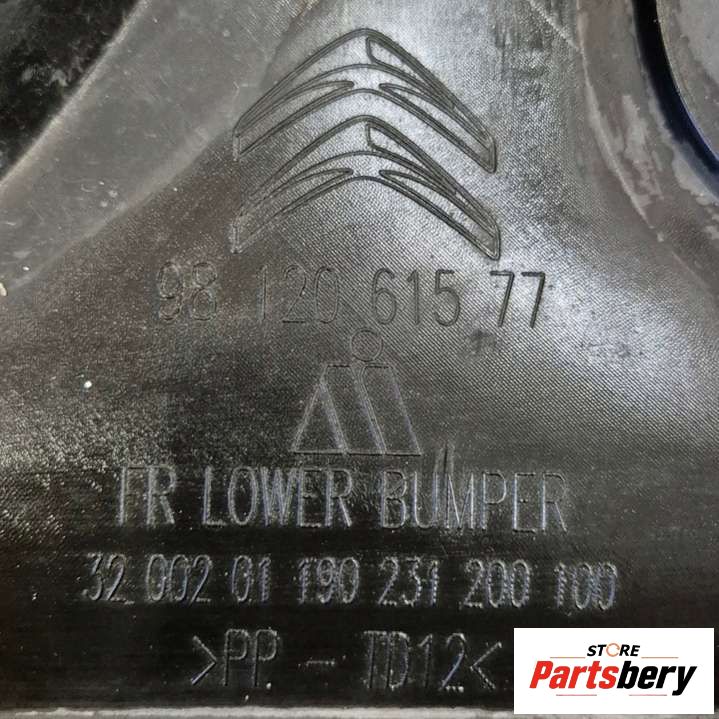 98 120 615 77
FR LOWER BUMPER
32 002 01 190 231 200 100
>PP - TD12<
STORE
Partsbery